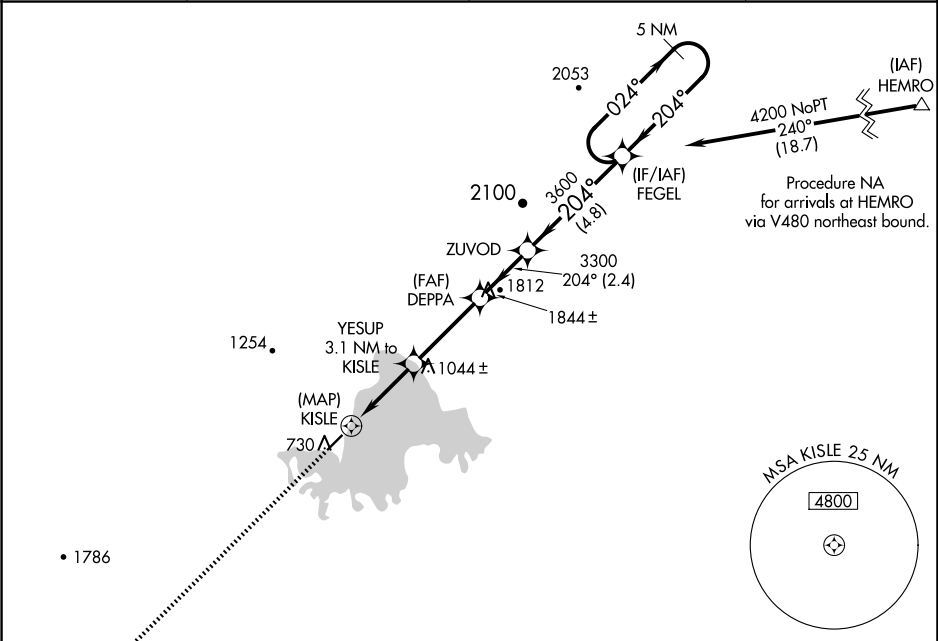 5 NM
2053
(IAF)
HEMRO
024°
204°
4200 NoPT
240°
(18.7)
(IF/IAF)
FEGEL
Procedure NA
for arrivals at HEMRO
via V480 northeast bound.
2100
3600
204°
(4.8)
ZUVOD
3300
204° (2.4)
(FAF)
DEPPA
1812
1844±
YESUP
3.1 NM to
KISLE
1254
1044±
(MAP)
KISLE
730
MSA KISLE 25 NM
4800
1786